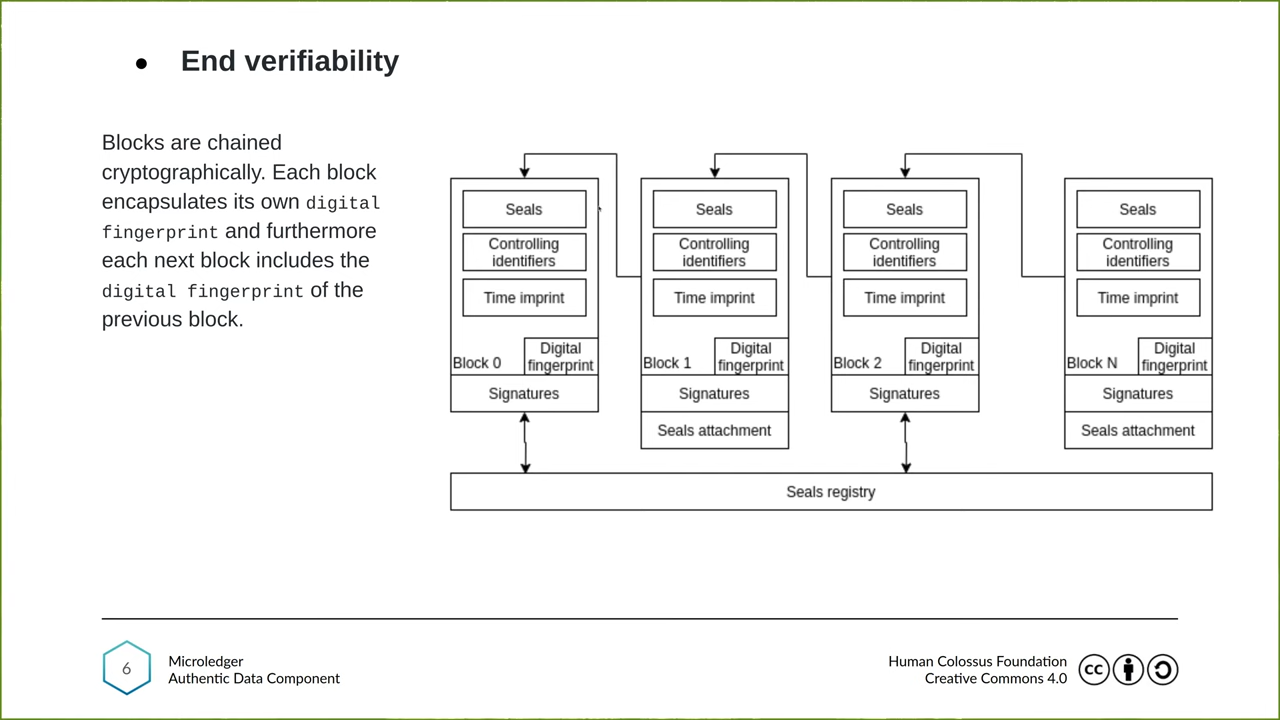 End verifiability
Blocks are chained
cryptographically. Each block
encapsulates its own digital
fingerprint and furthermore
each next block includes the
digital fingerprint of the
previous block.
Seals
Controlling
identifiers
Time imprint
Block 0
Digital
fingerprint
Signatures
Seals
Controlling
identifiers
Time imprint
Block 1
Digital
fingerprint
Signatures
Seals attachment
Seals
Controlling
identifiers
Time imprint
Block 2
Digital
fingerprint
Signatures
Seals
Controlling
identifiers
Time imprint
Block N
Digital
fingerprint
Signatures
Seals attachment
Seals registry
6
Microledger
Authentic Data Component
Human Colossus Foundation
Creative Commons 4.0
cc